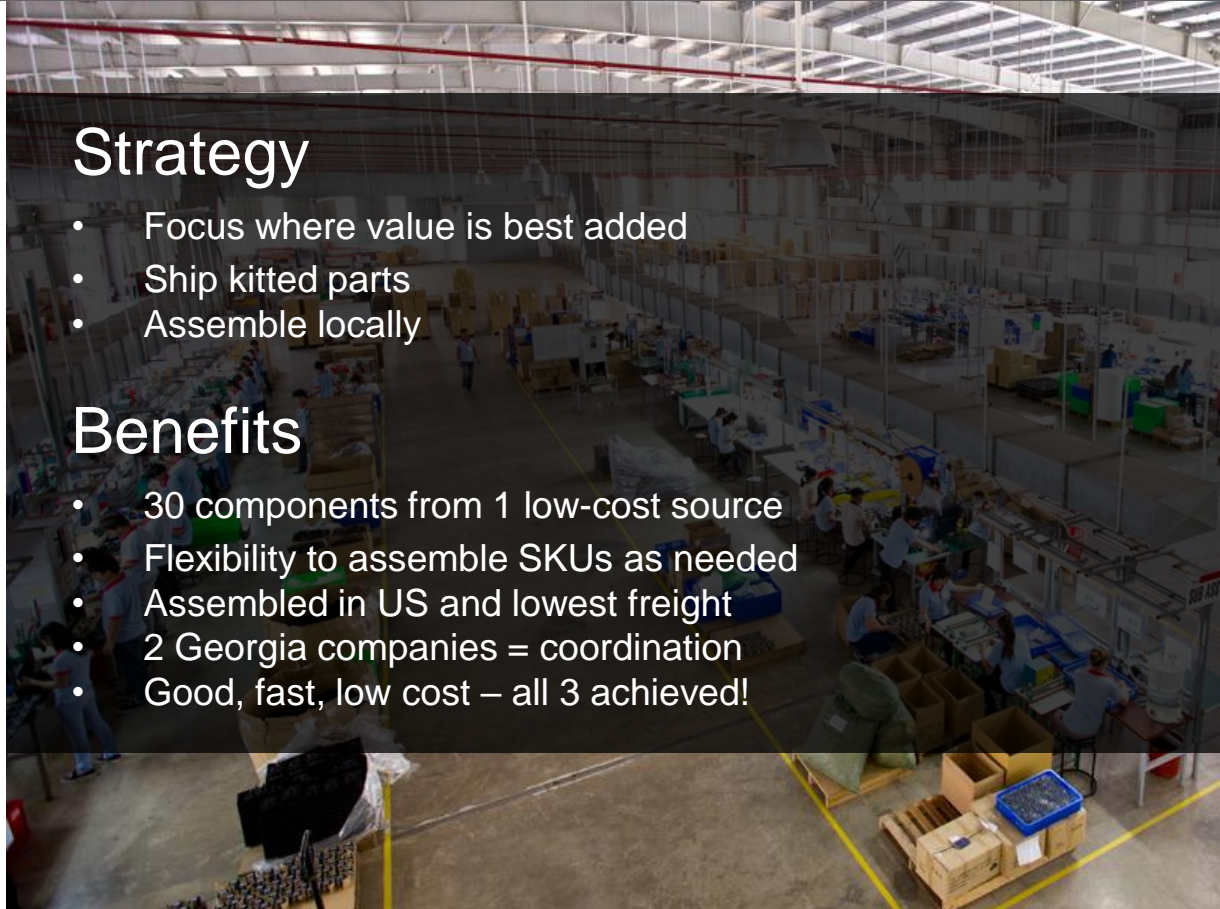 Strategy
• Focus where value is best added
• Ship kitted parts
• Assemble locally
Benefits
• 30 components from 1 low-cost source
• Flexibility to assemble SKUs as needed
• Assembled in US and lowest freight
• 2 Georgia companies = coordination
• Good, fast, low cost – all 3 achieved!
SUB ASS